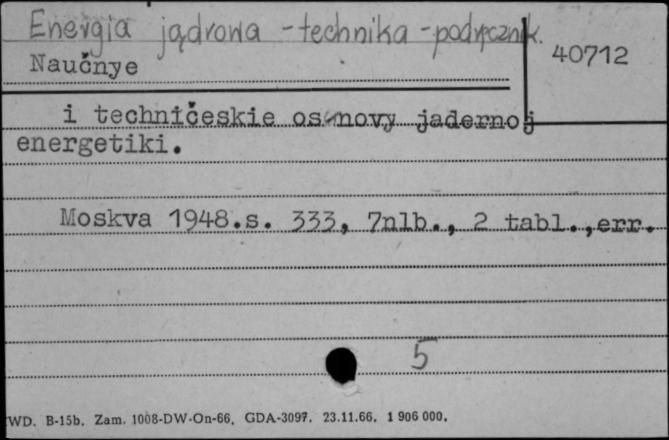 Energia jądrowa - technika - podręcznik.
40712
Naučnye
i techničeskie osnovy jadernoj
energetiki.
Moskva 1948.s. 333, 7nlb., 2 tabl.,err.
5
WD. B-15b. Zam. 1008-DW-On-66. GDA-3097. 23.11.66. 1 906 000.